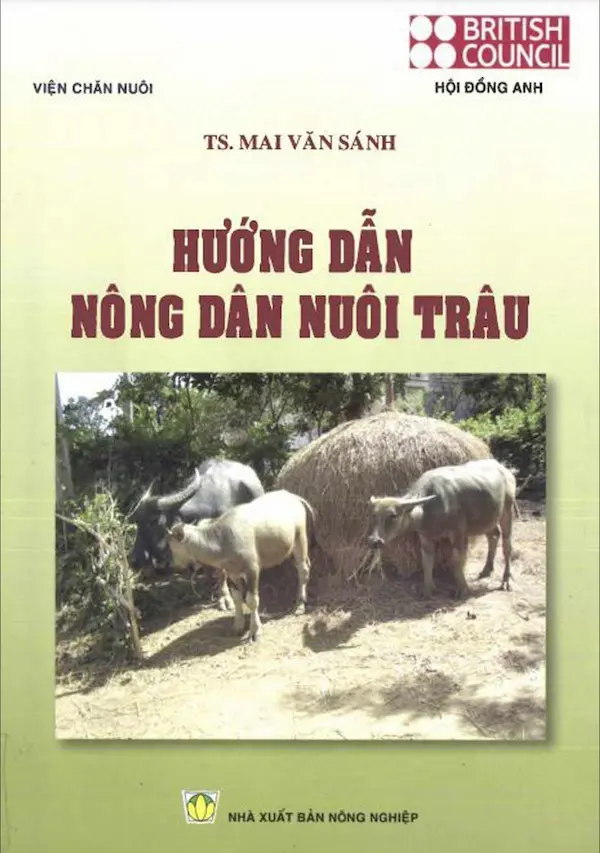 BRITISH
COUNCIL
VIỆN CHĂN NUÔI
HỘI ĐỒNG ANH
TS. MAI VĂN SÁNH
HƯỚNG DẪN
NÔNG DÂN NUÔI TRÂU
NHÀ XUẤT BẢN NÔNG NGHIỆP